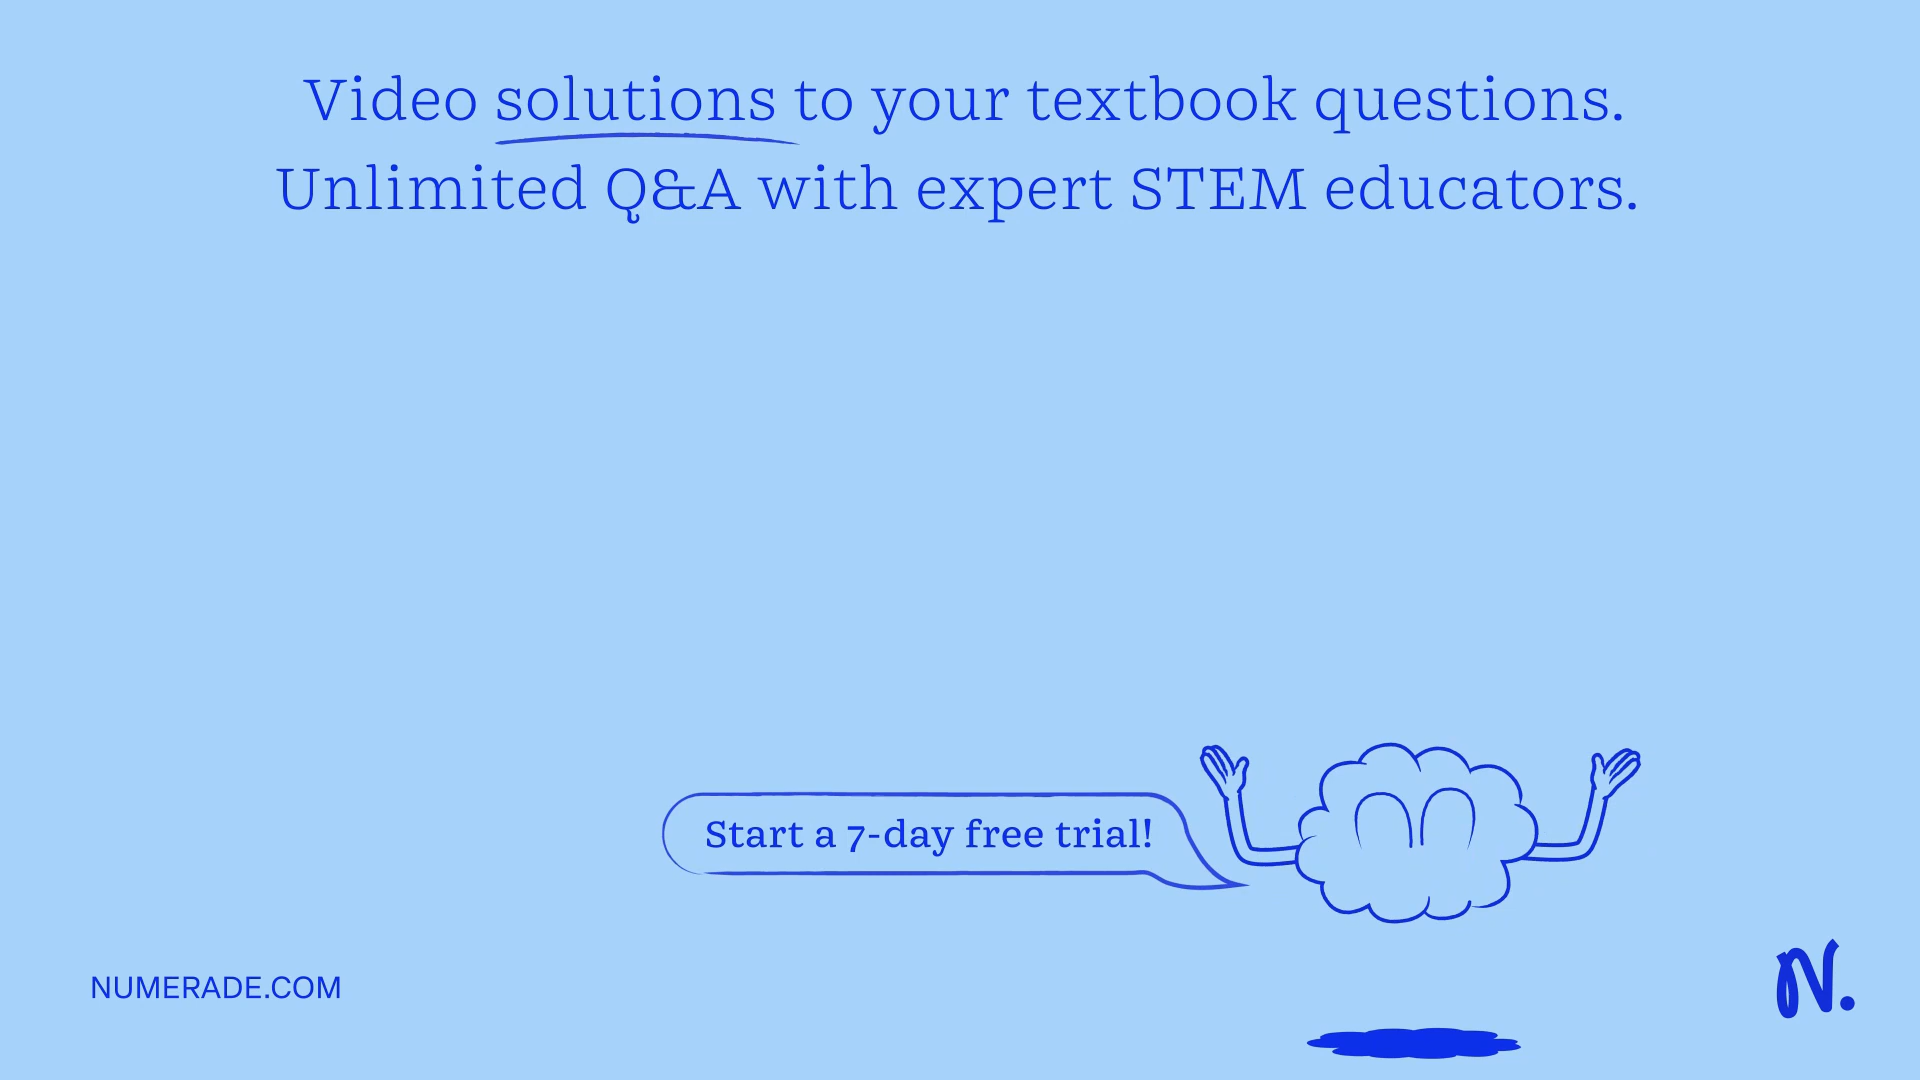 Video solutions to your textbook questions.
Unlimited Q&A with expert STEM educators.
Start a 7-day free trial!
NUMERADE.COM
N.